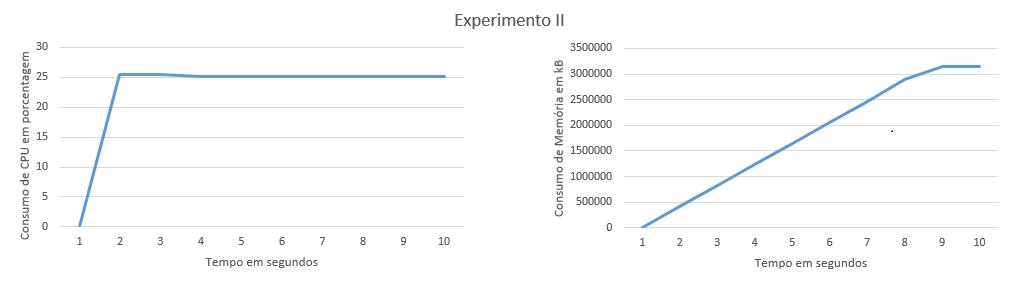 Experimento II
Consumo de CPU em porcentagem
30
25
20
15
10
5
0
1 2 3 4 5 6 7 8 9 10
Tempo em segundos
Consumo de Memória em kB
3500000
3000000
2500000
2000000
1500000
1000000
500000
0
1 2 3 4 5 6 7 8 9 10
Tempo em segundos